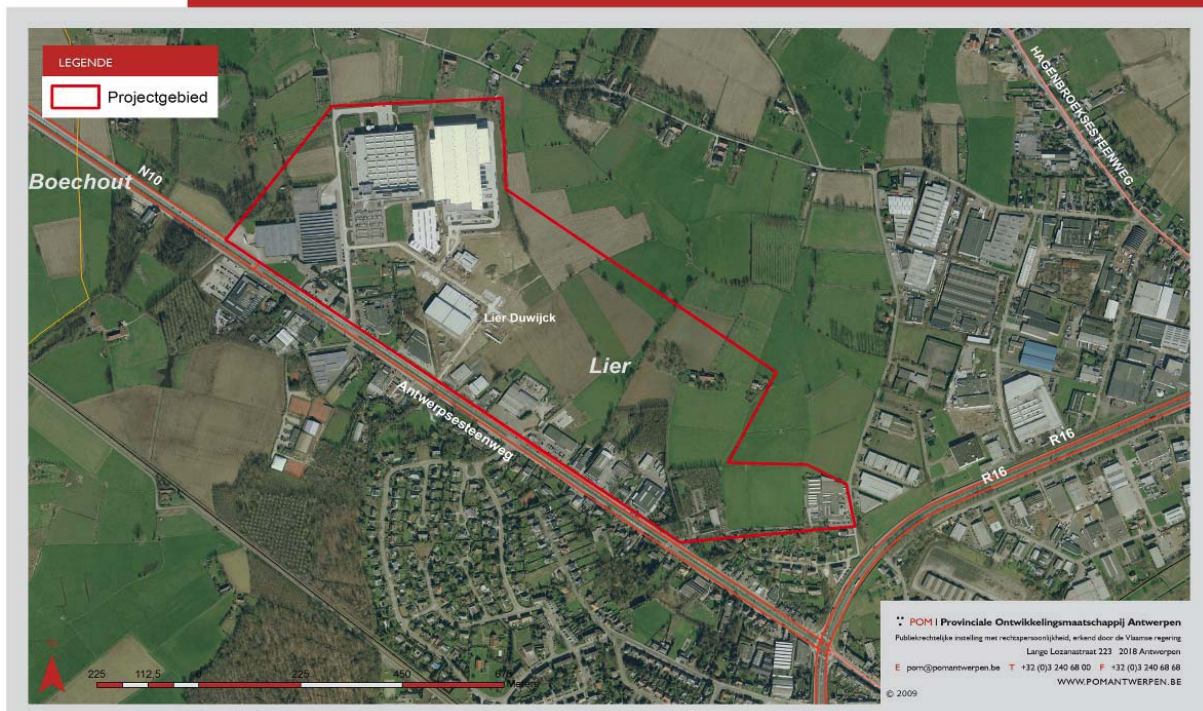 LEGENDE
Projectgebied
HAGENBROEKSESTEENWEG
N10
Boechout
Lier Duwijck
Lier
Antwerpsesteenweg
R16
R16
225 112,5 225 450
POM I Provinciale Ontwikkelingsmaatschappij Antwerpen
Publiekrechtelijke instelling met rechtspersoonlijkheid, erkend door de Vlaamse regering
Lange Lozanastraat 223 2018 Antwerpen
E pom@pomantwerpen.be T +32 (0)3 240 68 00 F +32 (0)3 240 68 68
WWW.POMANTWERPEN.BE
© 2009